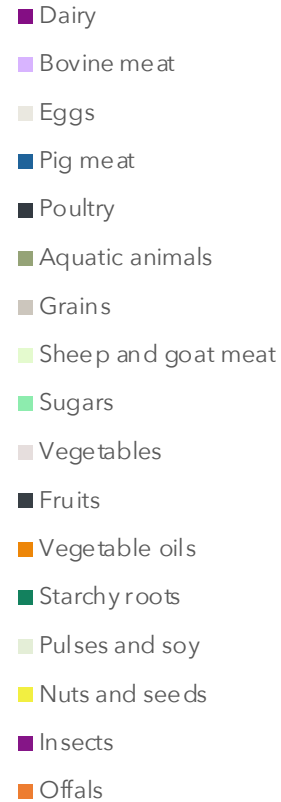 Dairy
Bovine meat
Eggs
Pig meat
Poultry
Aquatic animals
Grains
Sheep and goat meat
Sugars
Vegetables
Fruits
Vegetable oils
Starchy roots
Pulses and soy
Nuts and seeds
Insects
Offals